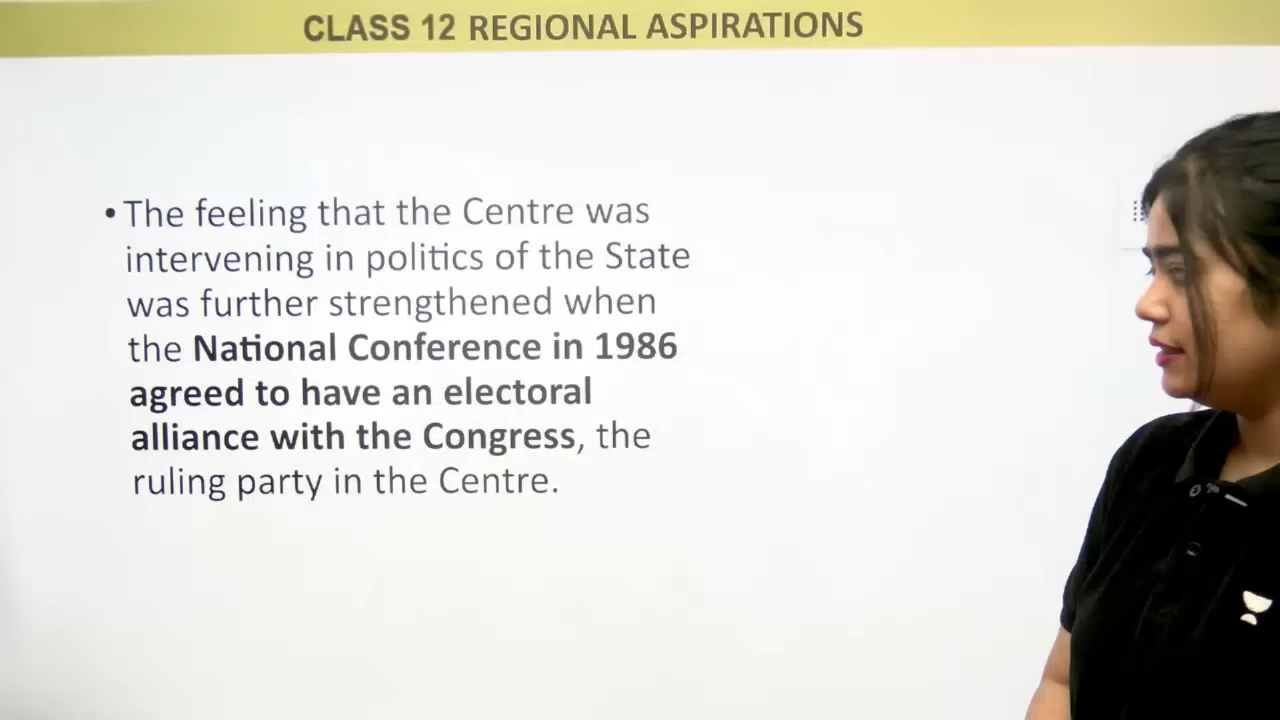 CLASS 12 REGIONAL ASPIRATIONS
• The feeling that the Centre was
intervening in politics of the State
was further strengthened when
the National Conference in 1986
agreed to have an electoral
alliance with the Congress, the
ruling party in the Centre.